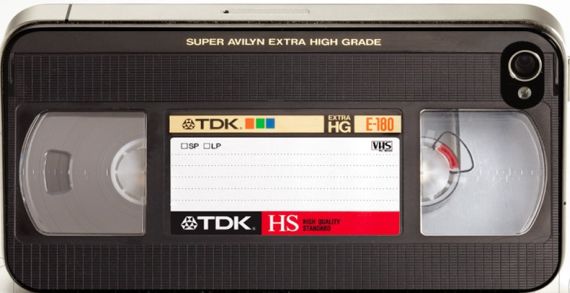 SUPER AVILYN EXTRA HIGH GRADE
TDK. EXTRA HG E-180
SP LP VHS
TDK. HS HIGH QUALITY STANDARD